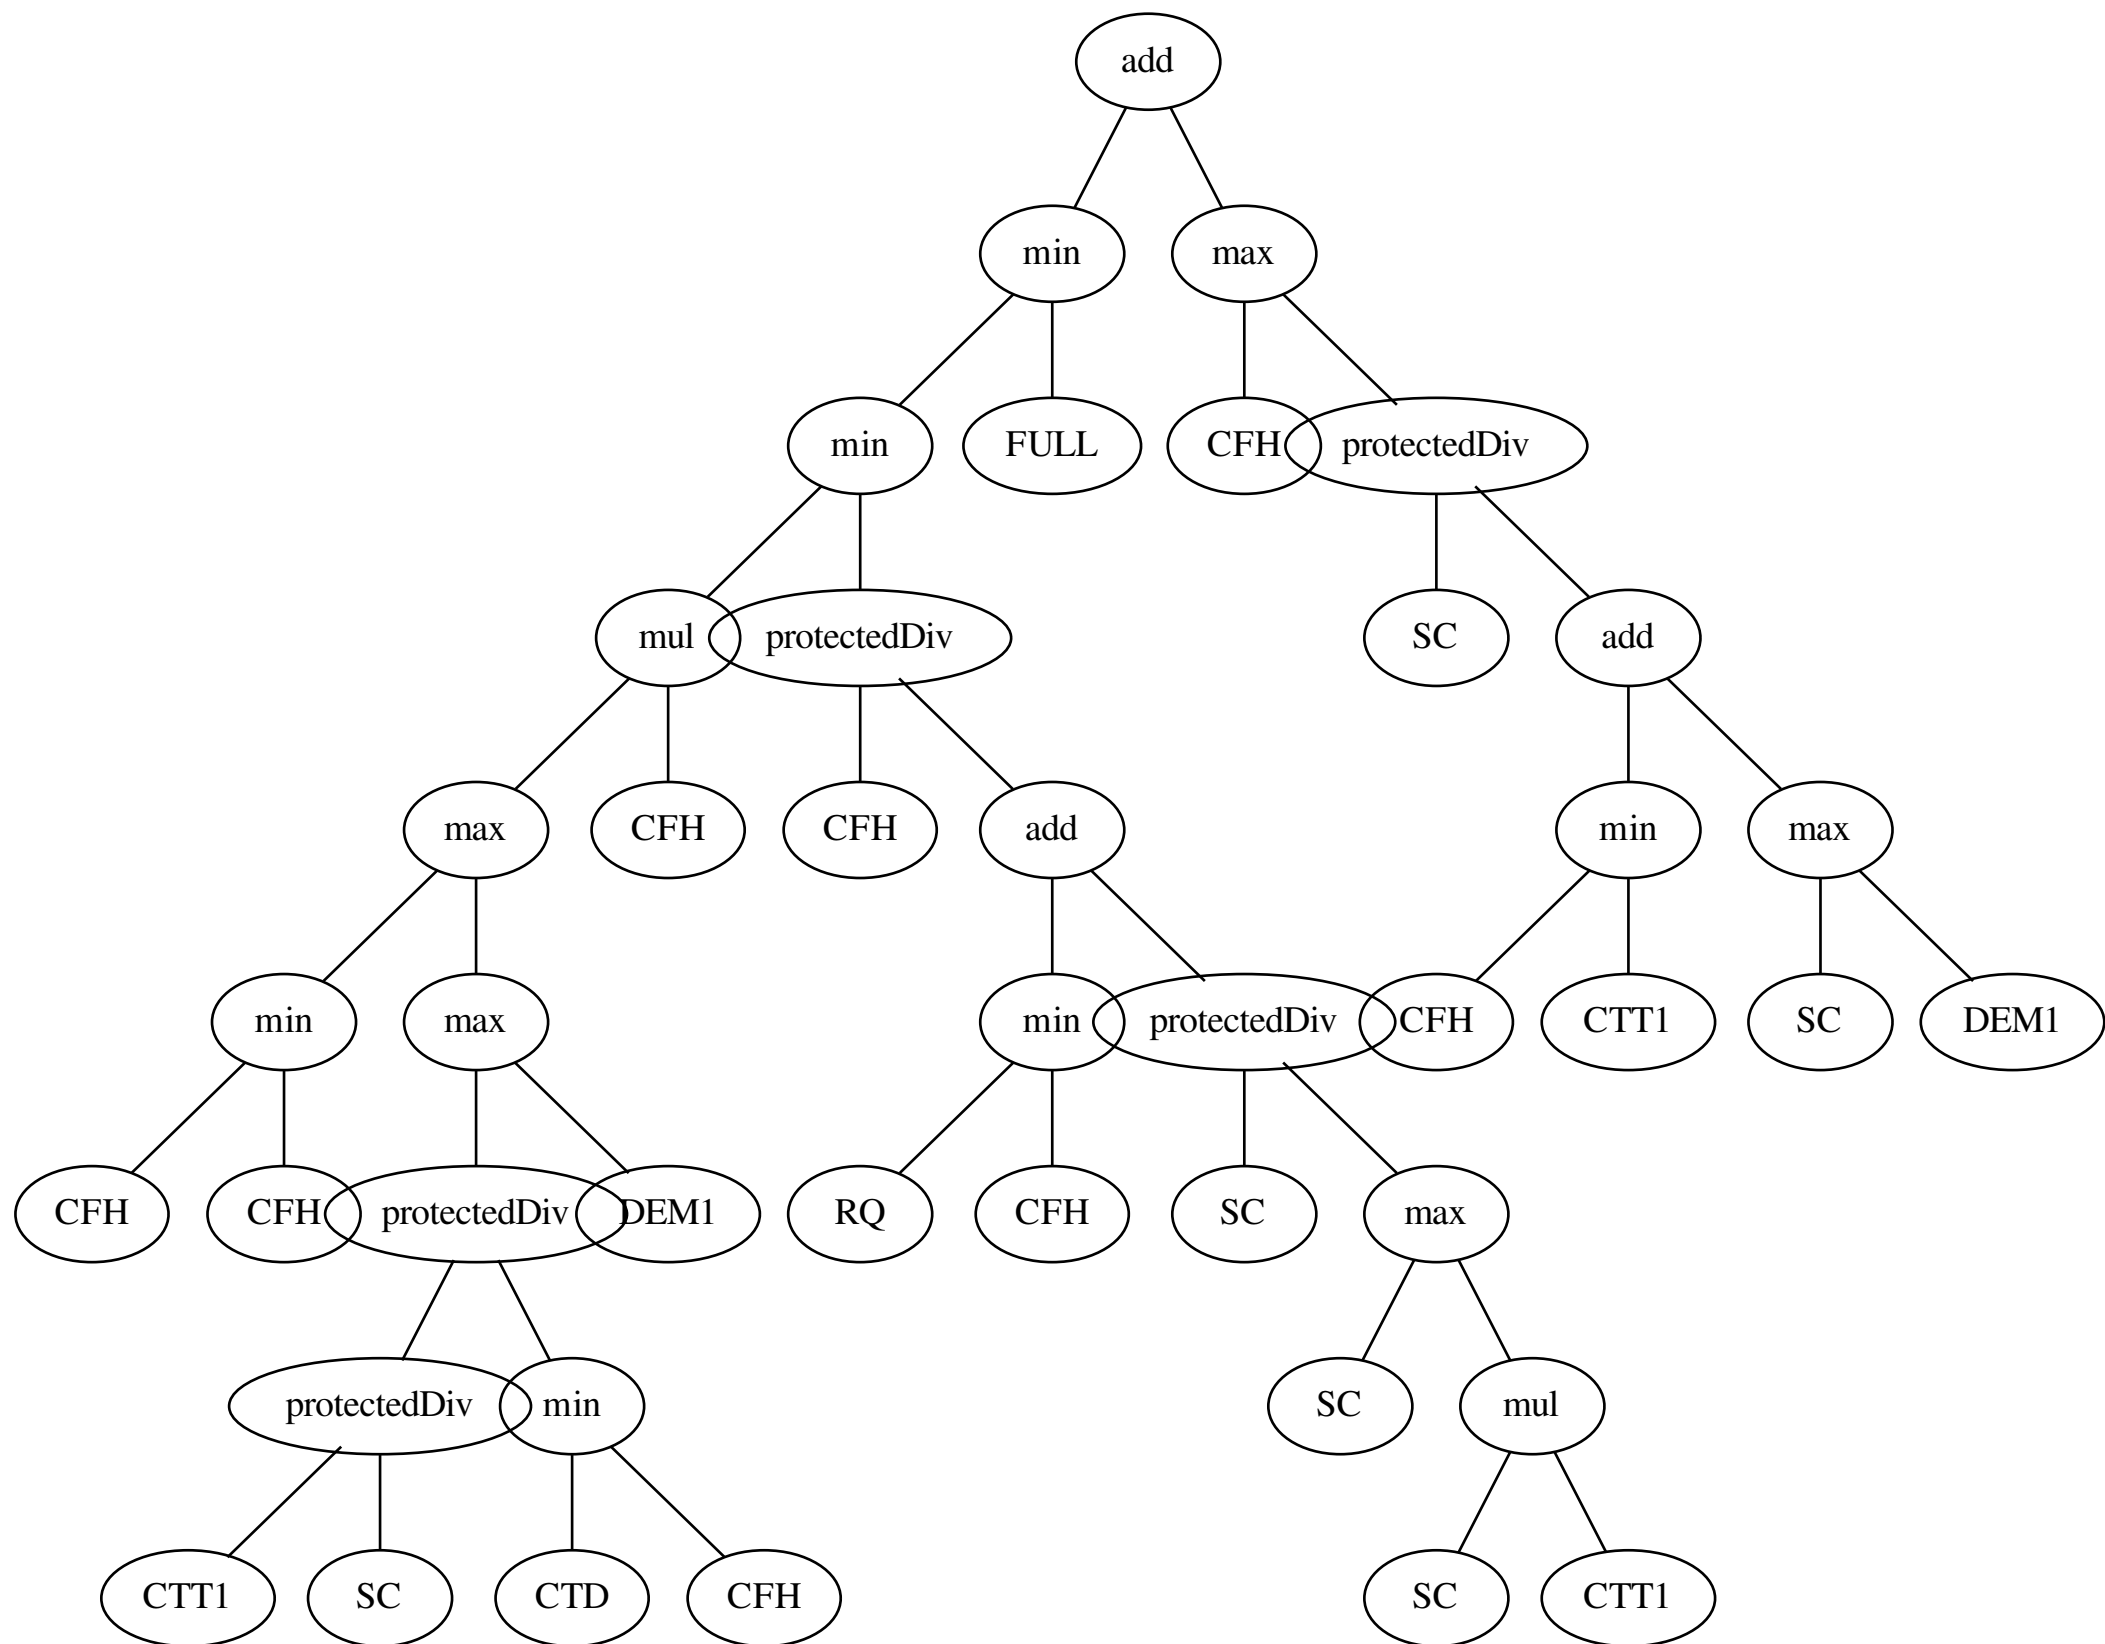 add
min max
min FULL CFH protectedDiv
mul protectedDiv SC add
max CFH CFH add min max
min max min protectedDiv CFH CTT1 SC DEM1
CFH CFH protectedDiv DEM1 RQ CFH SC max
protectedDiv min SC mul
CTT1 SC CTD CFH SC CTT1